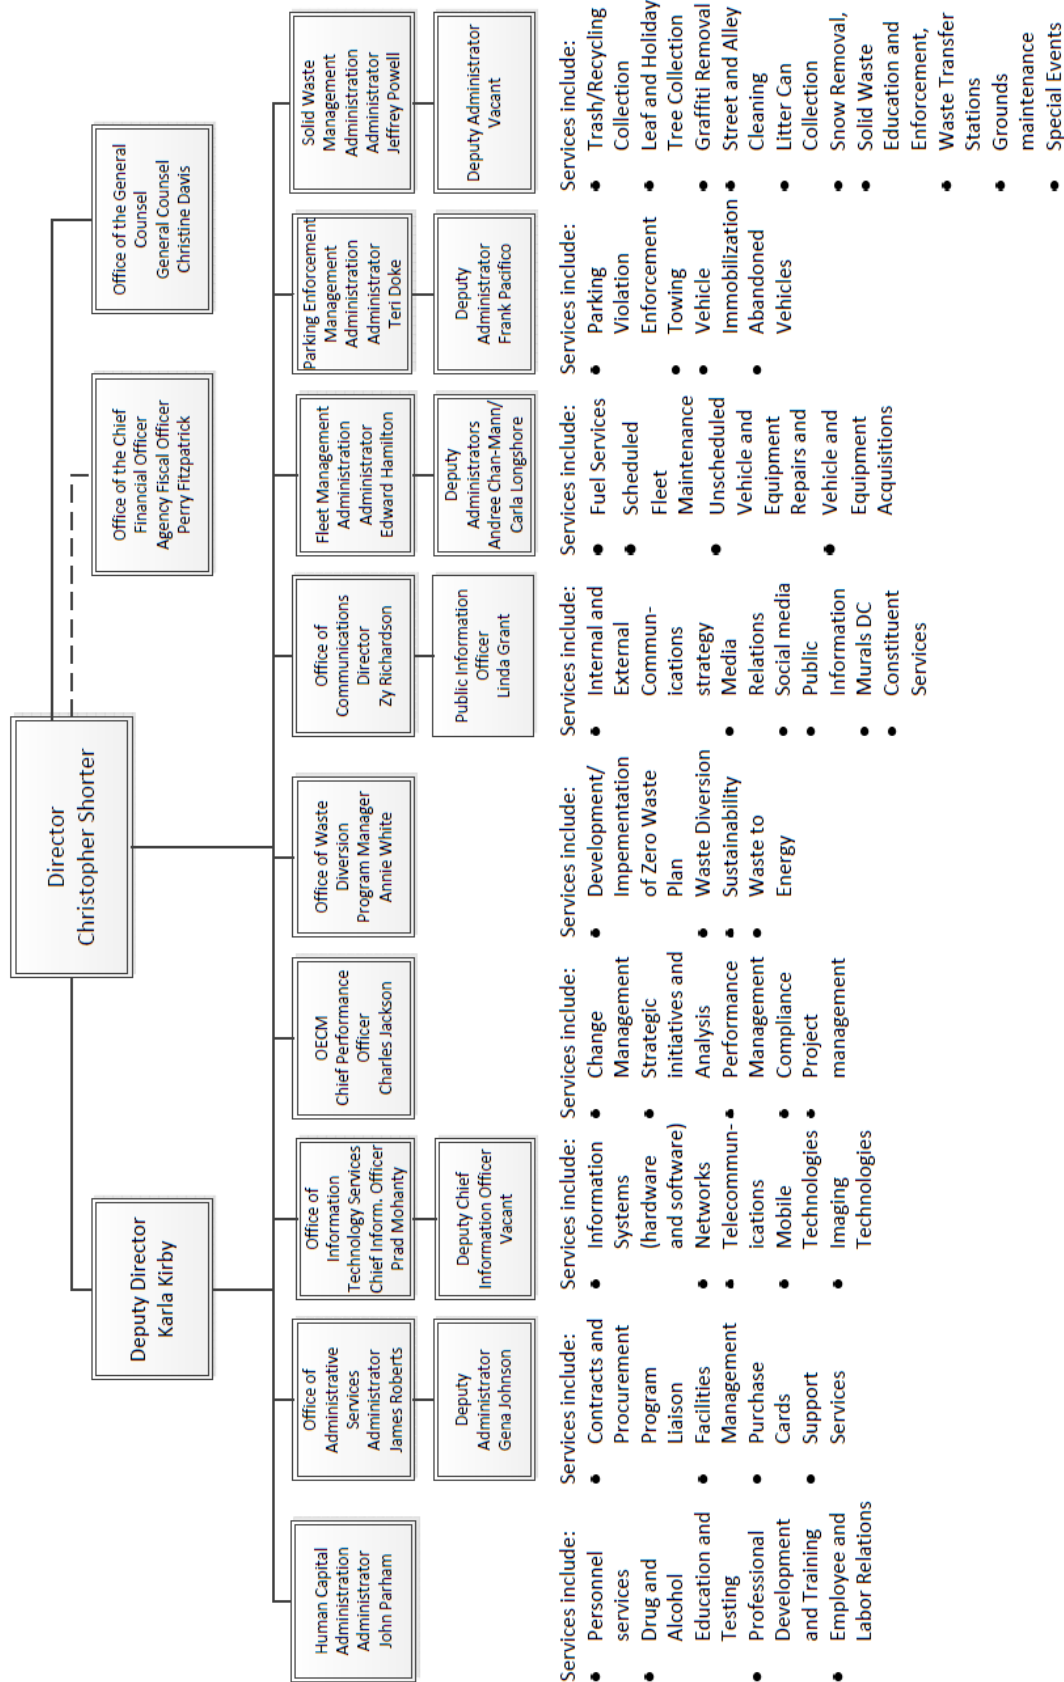 Director
Christopher Shorter
Deputy Director
Karla Kirby
Office of the Chief
Financial Officer
Agency Fiscal Officer
Perry Fitzpatrick
Office of the General
Counsel
General Counsel
Christine Davis
Human Capital
Administration
Administrator
John Parham
Office of
Administrative
Services
Administrator
James Roberts
Office of
Information
Technology Services
Chief Inform. Officer
Prad Mohanty
OECM
Chief Performance
Officer
Charles Jackson
Office of Waste
Diversion
Program Manager
Annie White
Office of
Communications
Director
Zy Richardson
Fleet Management
Administration
Administrator
Edward Hamilton
Parking Enforcement
Management
Administration
Administrator
Teri Doke
Solid Waste
Management
Administration
Administrator
Jeffrey Powell
Deputy
Administrator
Gena Johnson
Deputy Chief
Information Officer
Vacant
Public Information
Officer
Linda Grant
Deputy
Administrators
Andree Chan-Mann/
Carla Longshore
Deputy
Administrator
Frank Pacifico
Deputy Administrator
Vacant
Services include:
• Personnel
services
• Drug and
Alcohol
Education and
Testing
• Professional
Development
and Training
• Employee and
Labor Relations
Services include:
• Contracts and
Procurement
Program
Liaison
• Facilities
Management
• Purchase
Cards
• Support
Services
Services include:
• Information
Systems
(hardware
and software)
• Networks
• Telecommun-
ications
• Mobile
Technologies
• Imaging
Technologies
Services include:
• Change
Management
• Strategic
initiatives and
Analysis
• Performance
Management
• Compliance
• Project
management
Services include:
• Development/
Impementation
of Zero Waste
Plan
• Waste Diversion
• Sustainability
• Waste to
Energy
Services include:
• Internal and
External
Commun-
ications
strategy
• Media
Relations
• Social media
• Public
Information
• Murals DC
• Constituent
Services
Services include:
• Fuel Services
• Scheduled
Fleet
Maintenance
• Unscheduled
Vehicle and
Equipment
Repairs and
• Vehicle and
Equipment
Acquisitions
Services include:
• Parking
Violation
Enforcement
• Towing
• Vehicle
Immobilization
• Abandoned
Vehicles
Services include:
• Trash/Recycling
Collection
• Leaf and Holiday
Tree Collection
• Graffiti Removal
• Street and Alley
Cleaning
• Litter Can
Collection
• Snow Removal,
• Solid Waste
Education and
Enforcement,
• Waste Transfer
Stations
• Grounds
maintenance
• Special Events